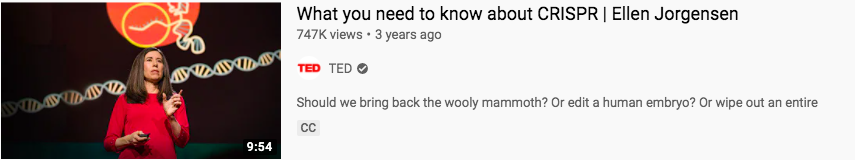 What you need to know about CRISPR | Ellen Jorgensen
747K views • 3 years ago
TED TED
Should we bring back the wooly mammoth? Or edit a human embryo? Or wipe out an entire
CC
9:54